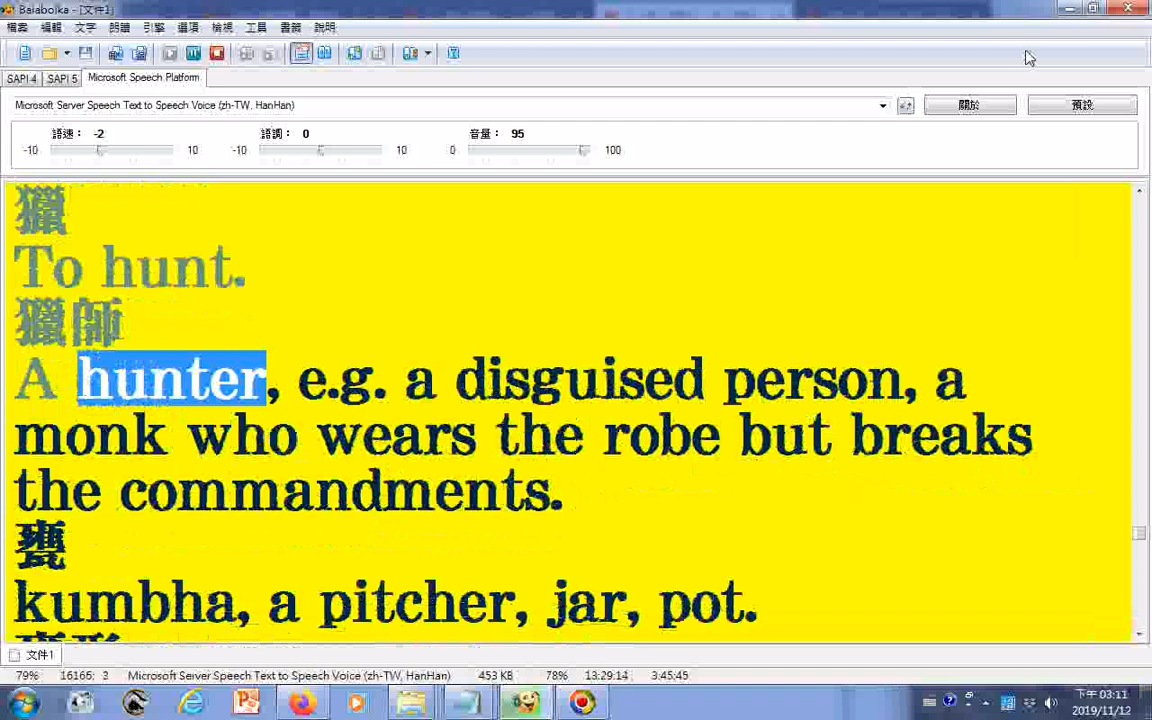 Balabolka - [文件1]
檔案 編輯 文字 朗讀 引擎 選項 檢視 工具 書籤 說明
SAPI 4 SAPI 5 Microsoft Speech Platform
Microsoft Server Speech Text to Speech Voice (zh-TW, HanHan) 關於 預設
語速： -2 語調： 0 音量： 95
-10 10 -10 10 0 100
獵
To hunt.
獵師
A hunter, e.g. a disguised person, a
monk who wears the robe but breaks
the commandments.
甕
kumbha, a pitcher, jar, pot.
文件1
79% 16165: 3 Microsoft Server Speech Text to Speech Voice (zh-TW, HanHan) 453 KB 78% 13:29:14 3:45:45
下午 03:11
2019/11/12